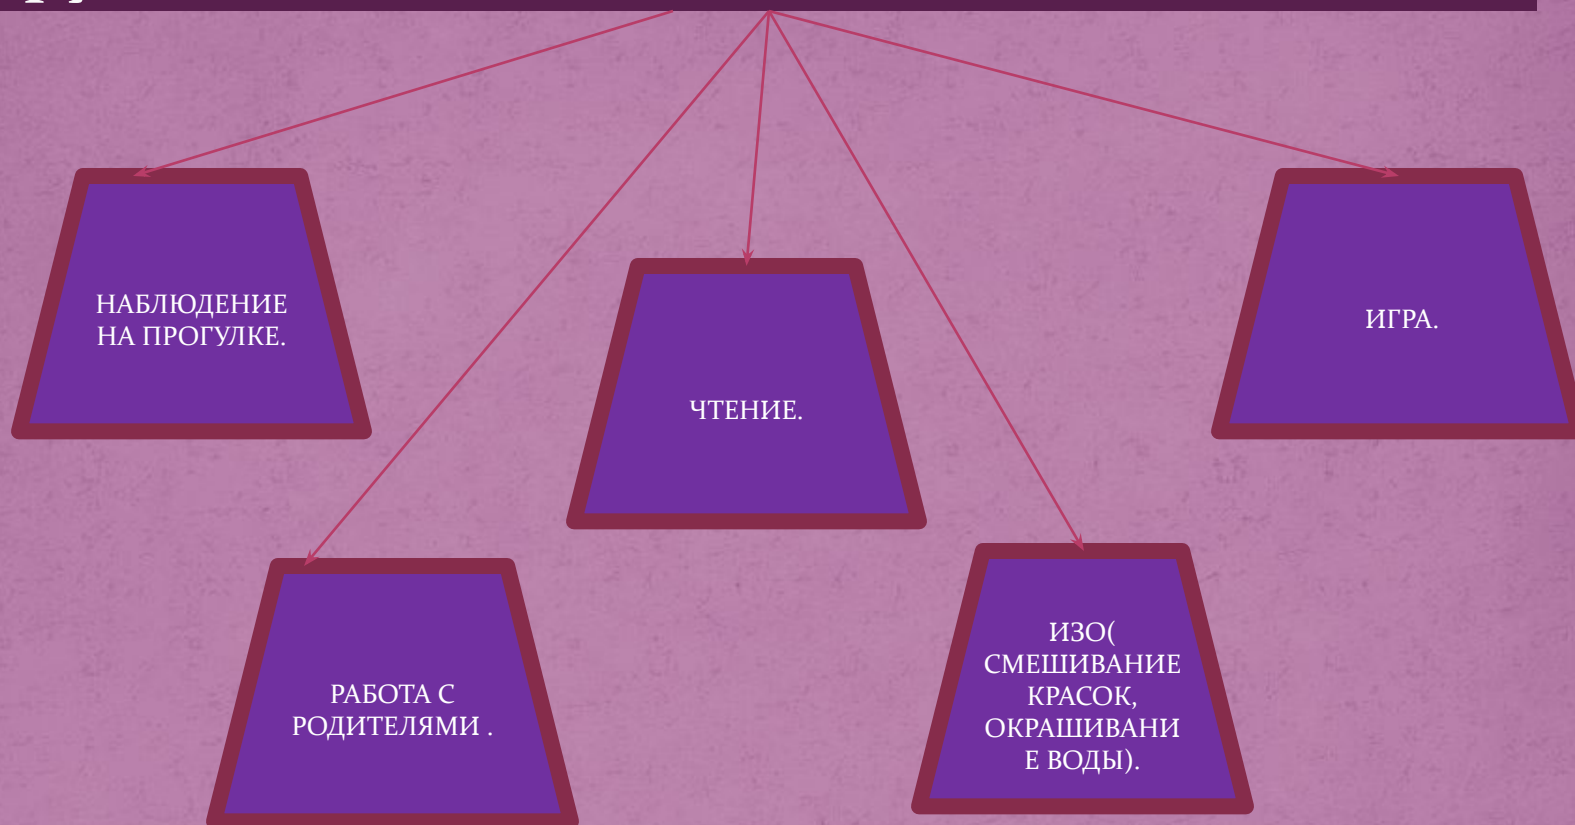 НАБЛЮДЕНИЕ
НА ПРОГУЛКЕ.
ИГРА.
ЧТЕНИЕ.
РАБОТА С
РОДИТЕЛЯМИ .
ИЗО(
СМЕШИВАНИЕ
КРАСОК,
ОКРАШИВАНИ
Е ВОДЫ).